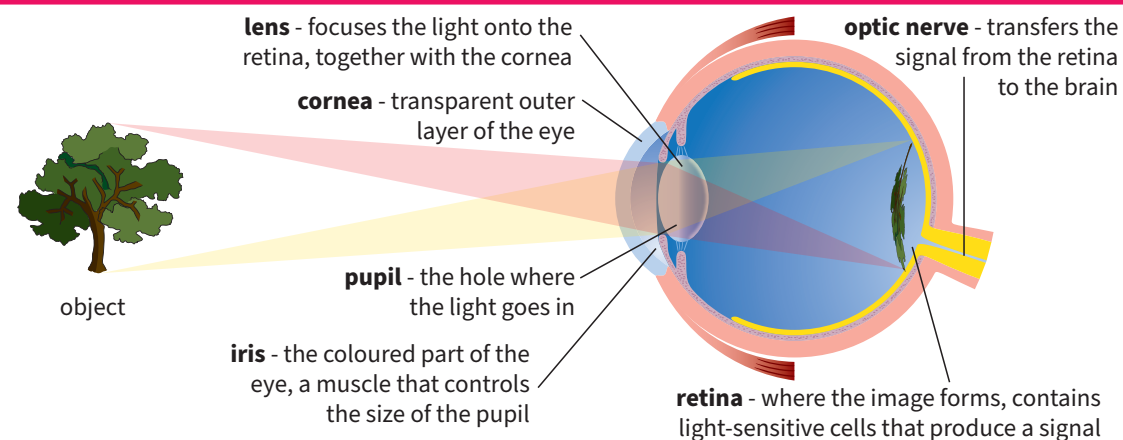 lens - focuses the light onto the
retina, together with the cornea
cornea - transparent outer
layer of the eye
object
pupil - the hole where
the light goes in
iris - the coloured part of the
eye, a muscle that controls
the size of the pupil
optic nerve - transfers the
signal from the retina
to the brain
retina - where the image forms, contains
light-sensitive cells that produce a signal